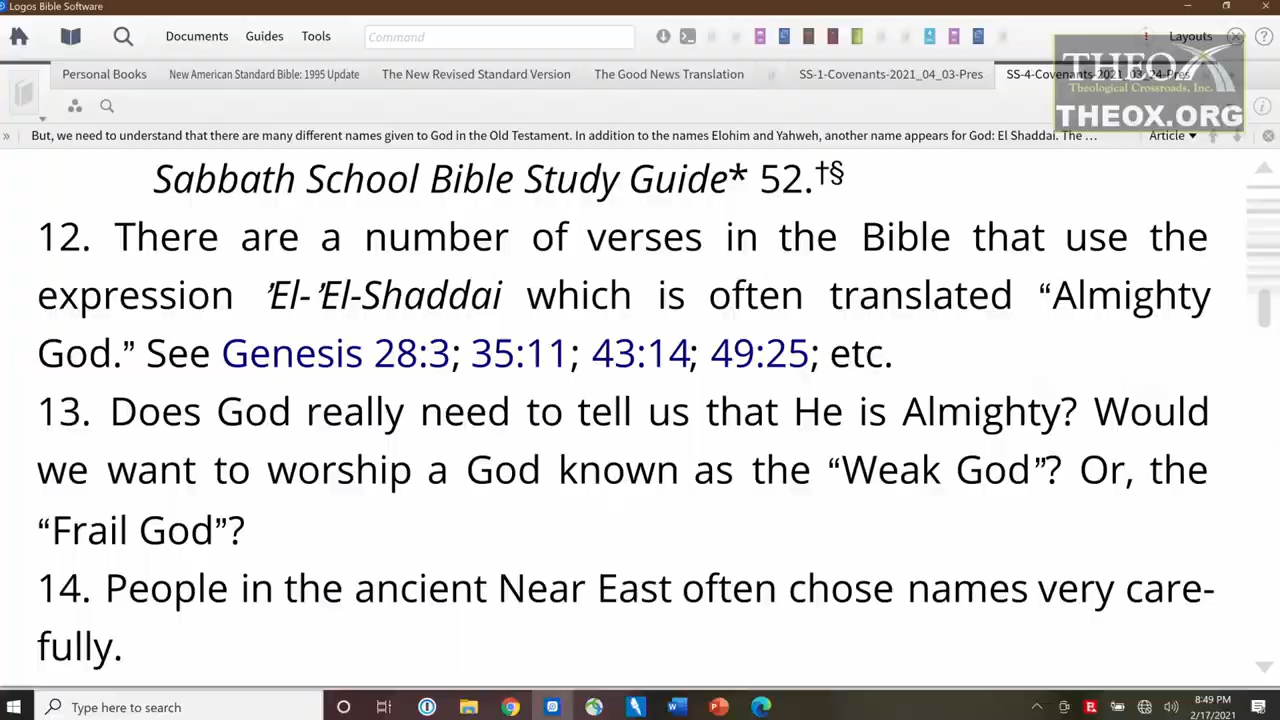 Logos Bible Software
Documents Guides Tools Command Layouts
Personal Books New American Standard Bible: 1995 Update The New Revised Standard Version The Good News Translation SS-1-Covenants-2021_04_03-Pres SS-4-Covenants-2021_03_24-Pres
THEOX
Theological Crossroads, Inc.
THEOX.ORG
» But, we need to understand that there are many different names given to God in the Old Testament. In addition to the names Elohim and Yahweh, another name appears for God: El Shaddai. The ... Article
Sabbath School Bible Study Guide* 52.†§
12. There are a number of verses in the Bible that use the
expression ’El-’El-Shaddai which is often translated “Almighty
God.” See Genesis 28:3; 35:11; 43:14; 49:25; etc.
13. Does God really need to tell us that He is Almighty? Would
we want to worship a God known as the “Weak God”? Or, the
“Frail God”?
14. People in the ancient Near East often chose names very care-
fully.
Type here to search
8:49 PM
2/17/2021